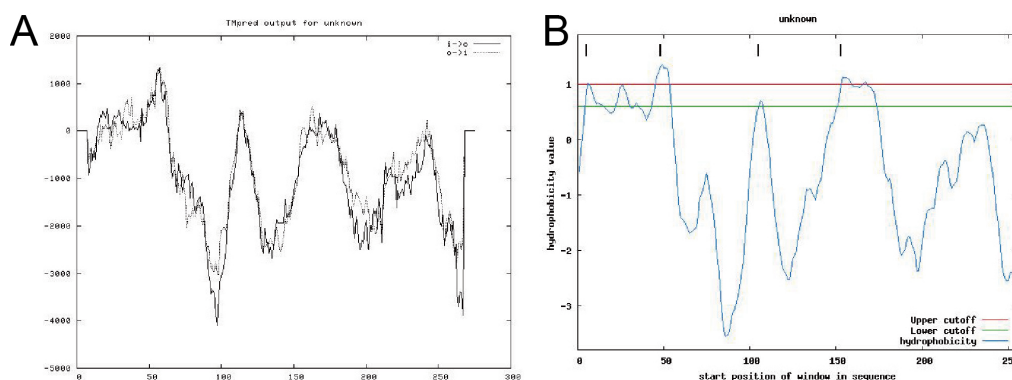 A
TMpred output for unknown
i->o
o->i
2000
1000
0
-1000
-2000
-3000
-4000
-5000
0 50 100 150 200 250 300
B
unknown
hydrophobicity value
1
0
-1
-2
-3
Upper cutoff
Lower cutoff
hydrophobicity
0 50 100 150 200 250
start position of window in sequence